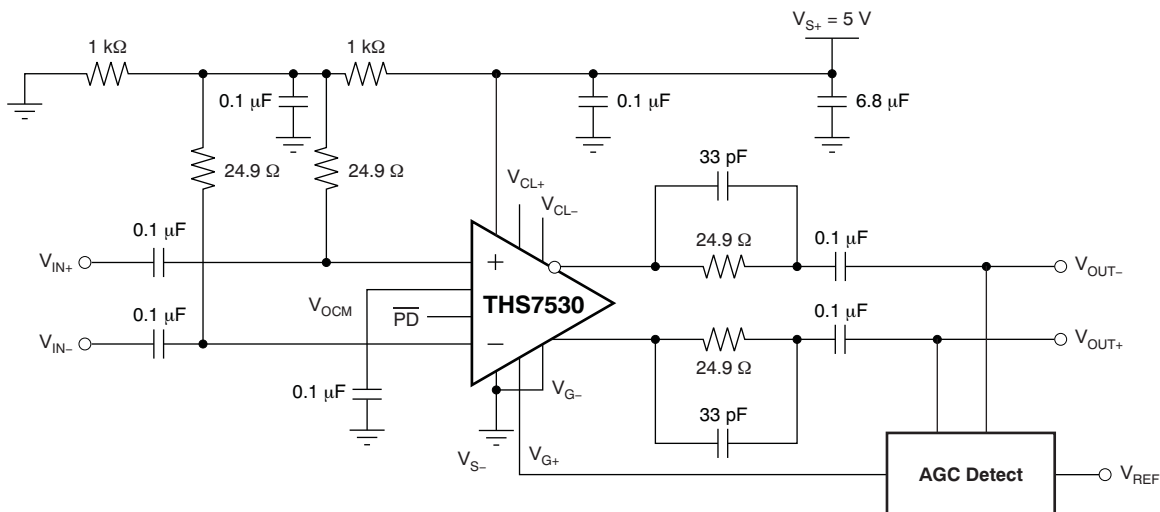 V_S+ = 5 V
1 kΩ
1 kΩ
0.1 μF
0.1 μF
6.8 μF
24.9 Ω
24.9 Ω
33 pF
V_CL+
V_CL−
0.1 μF
24.9 Ω
0.1 μF
V_IN+
+
V_OUT−
THS7530
V_OCM
PD
0.1 μF
0.1 μF
V_IN−
−
V_OUT+
24.9 Ω
0.1 μF
V_G−
33 pF
V_S−
V_G+
AGC Detect
V_REF